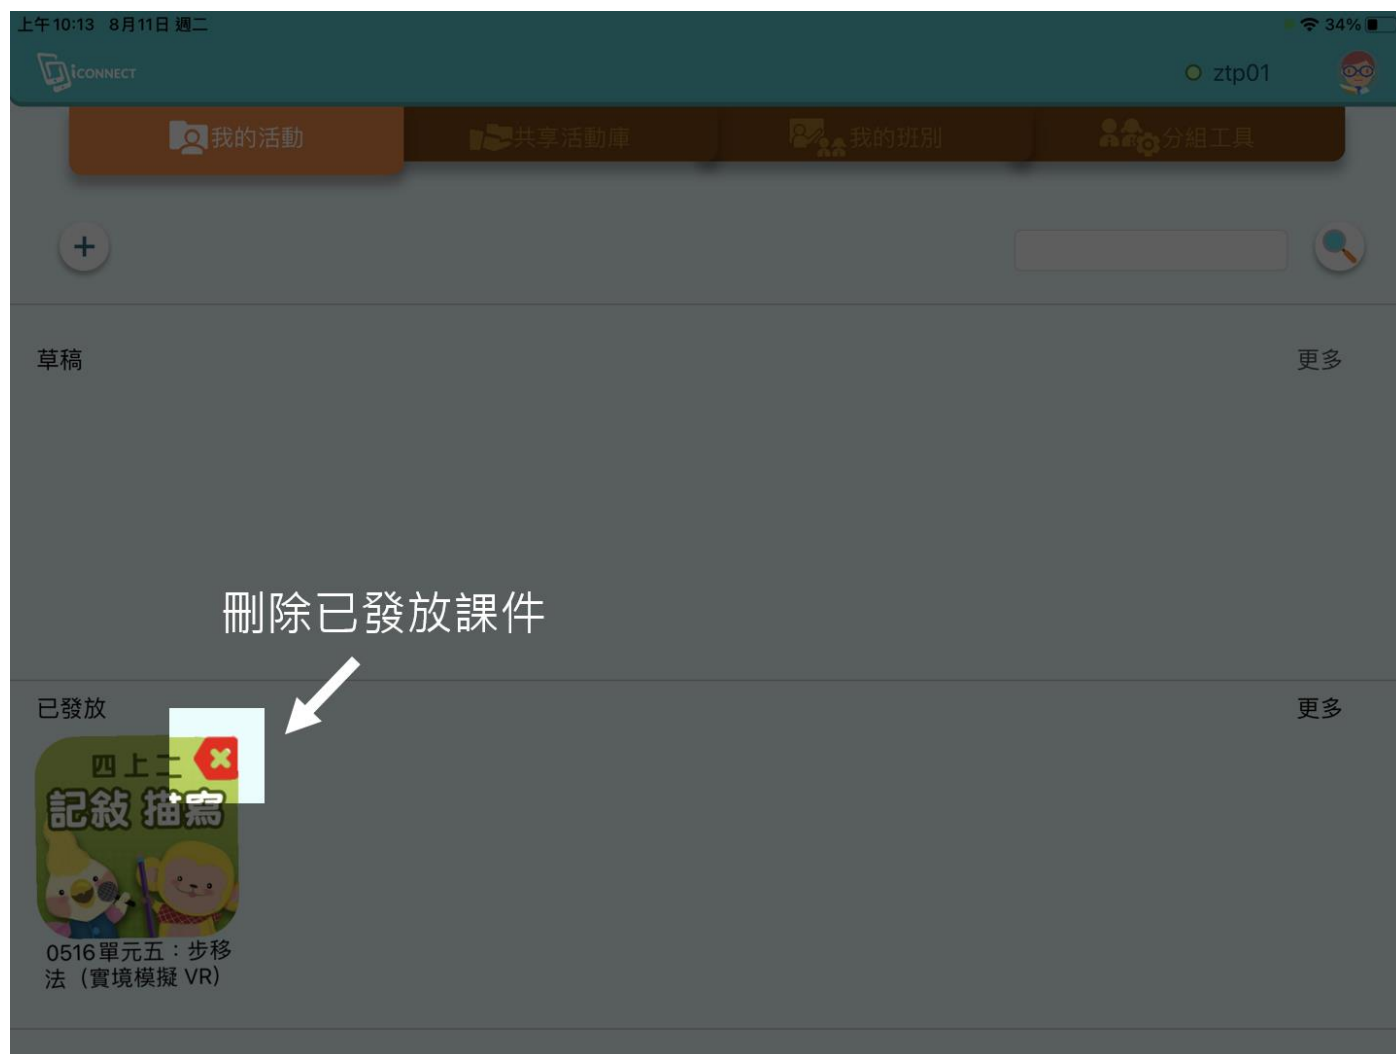 上午10:13 8月11日 週二
34%
iCONNECT
ztp01
我的活動
共享活動庫
我的班別
分組工具
草稿
更多
刪除已發放課件
已發放
更多
四上二
記敍 描寫
0516單元五：步移
法（實境模擬 VR）